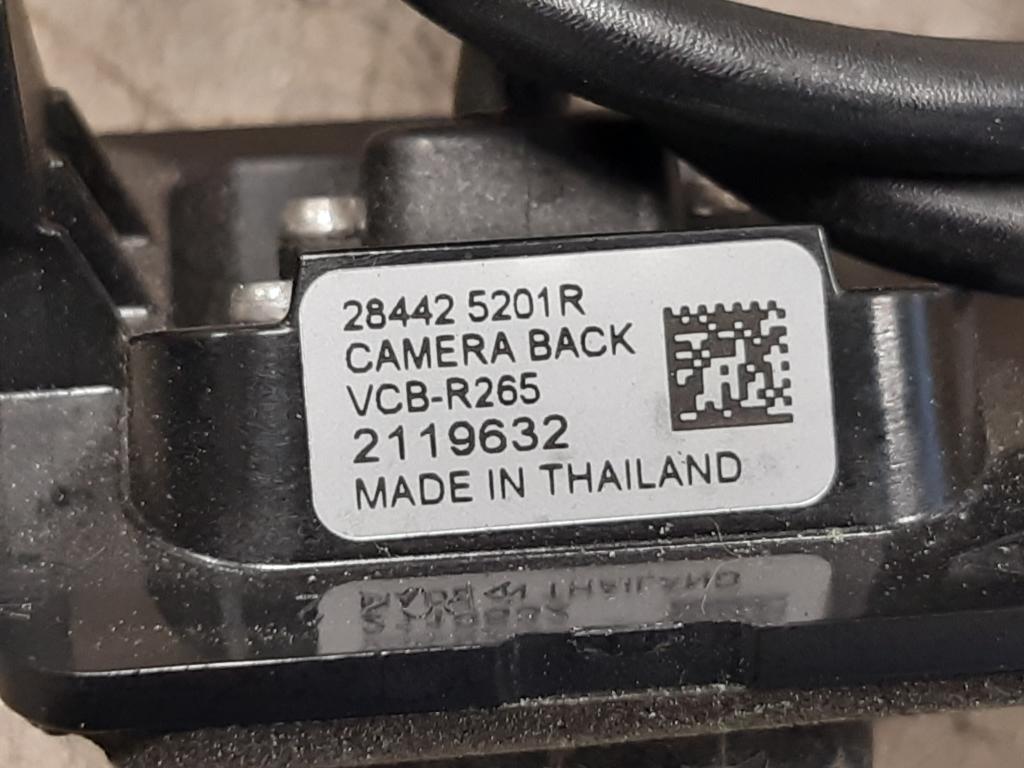 28442 5201R
CAMERA BACK
VCB-R265
2119632
MADE IN THAILAND